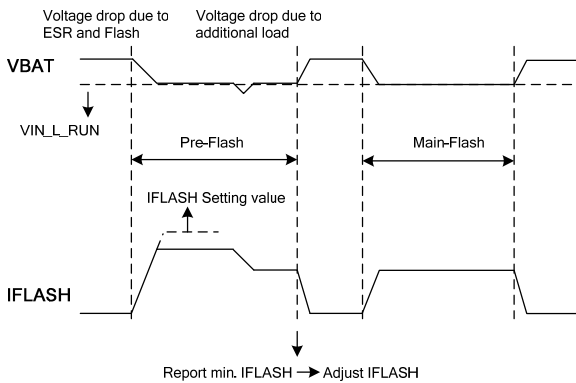 Voltage drop due to
ESR and Flash
Voltage drop due to
additional load
VBAT
VIN_L_RUN
Pre-Flash
Main-Flash
IFLASH Setting value
IFLASH
Report min. IFLASH
Adjust IFLASH